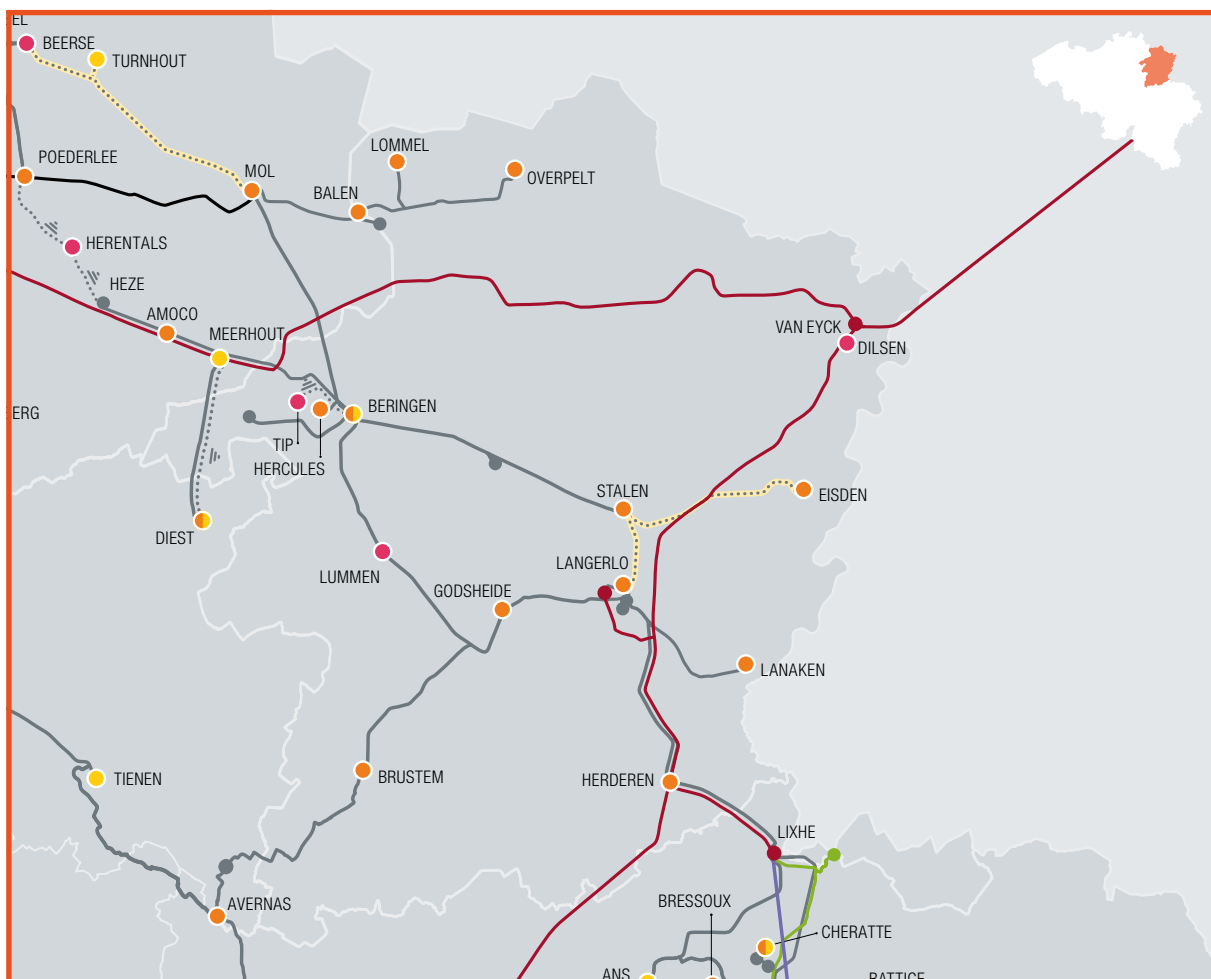 EL
BEERSE
TURNHOUT
LOMMEL
POEDERLEE
MOL
OVERPELT
BALEN
HERENTALS
HEZE
AMOCO
MEERHOUT
VAN EYCK
DILSEN
ERG
BERINGEN
TIP
HERCULES
STALEN
EISDEN
DIEST
LANGERLO
LUMMEN
GODSHEIDE
LANAKEN
TIENEN
BRUSTEM
HERDEREN
LIXHE
AVERNAS
BRESSOUX
CHERATTE
ANS
BATTICE